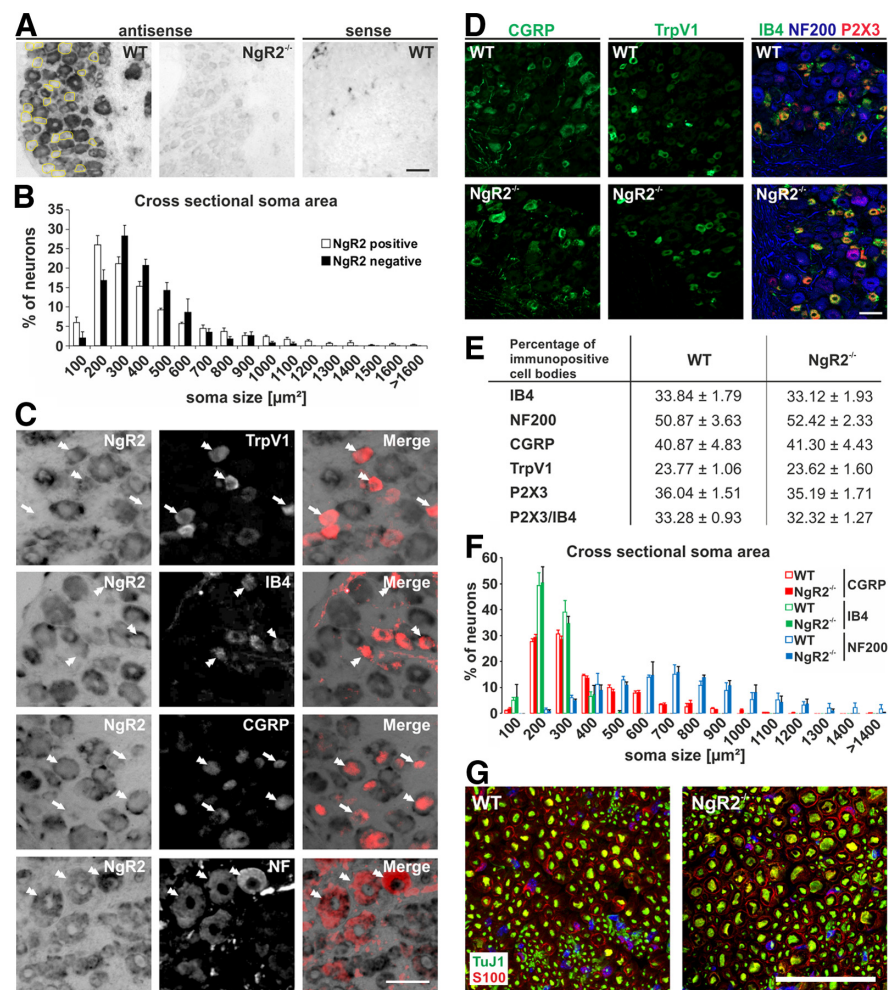 A
antisense
sense
WT
NgR2-/-
WT
B
Cross sectional soma area
35
30
25
20
15
10
5
0
% of neurons
NgR2 positive
NgR2 negative
100 200 300 400 500 600 700 800 900 1000 1100 1200 1300 1400 1500 1600 >1600
soma size [µm²]
C
NgR2 TrpV1 Merge
NgR2 IB4 Merge
NgR2 CGRP Merge
NgR2 NF Merge
D
CGRP TrpV1 IB4 NF200 P2X3
WT WT WT
NgR2-/- NgR2-/- NgR2-/-
E
Percentage of
immunopositive
cell bodies
WT NgR2-/-
IB4 33.84 ± 1.79 33.12 ± 1.93
NF200 50.87 ± 3.63 52.42 ± 2.33
CGRP 40.87 ± 4.83 41.30 ± 4.43
TrpV1 23.77 ± 1.06 23.62 ± 1.60
P2X3 36.04 ± 1.51 35.19 ± 1.71
P2X3/IB4 33.28 ± 0.93 32.32 ± 1.27
F
Cross sectional soma area
60
50
40
30
20
10
0
% of neurons
WT
NgR2-/-
CGRP
WT
NgR2-/-
IB4
WT
NgR2-/-
NF200
100 200 300 400 500 600 700 800 900 1000 1100 1200 1300 1400 >1400
soma size [µm²]
G
WT
NgR2-/-
TuJ1
S100